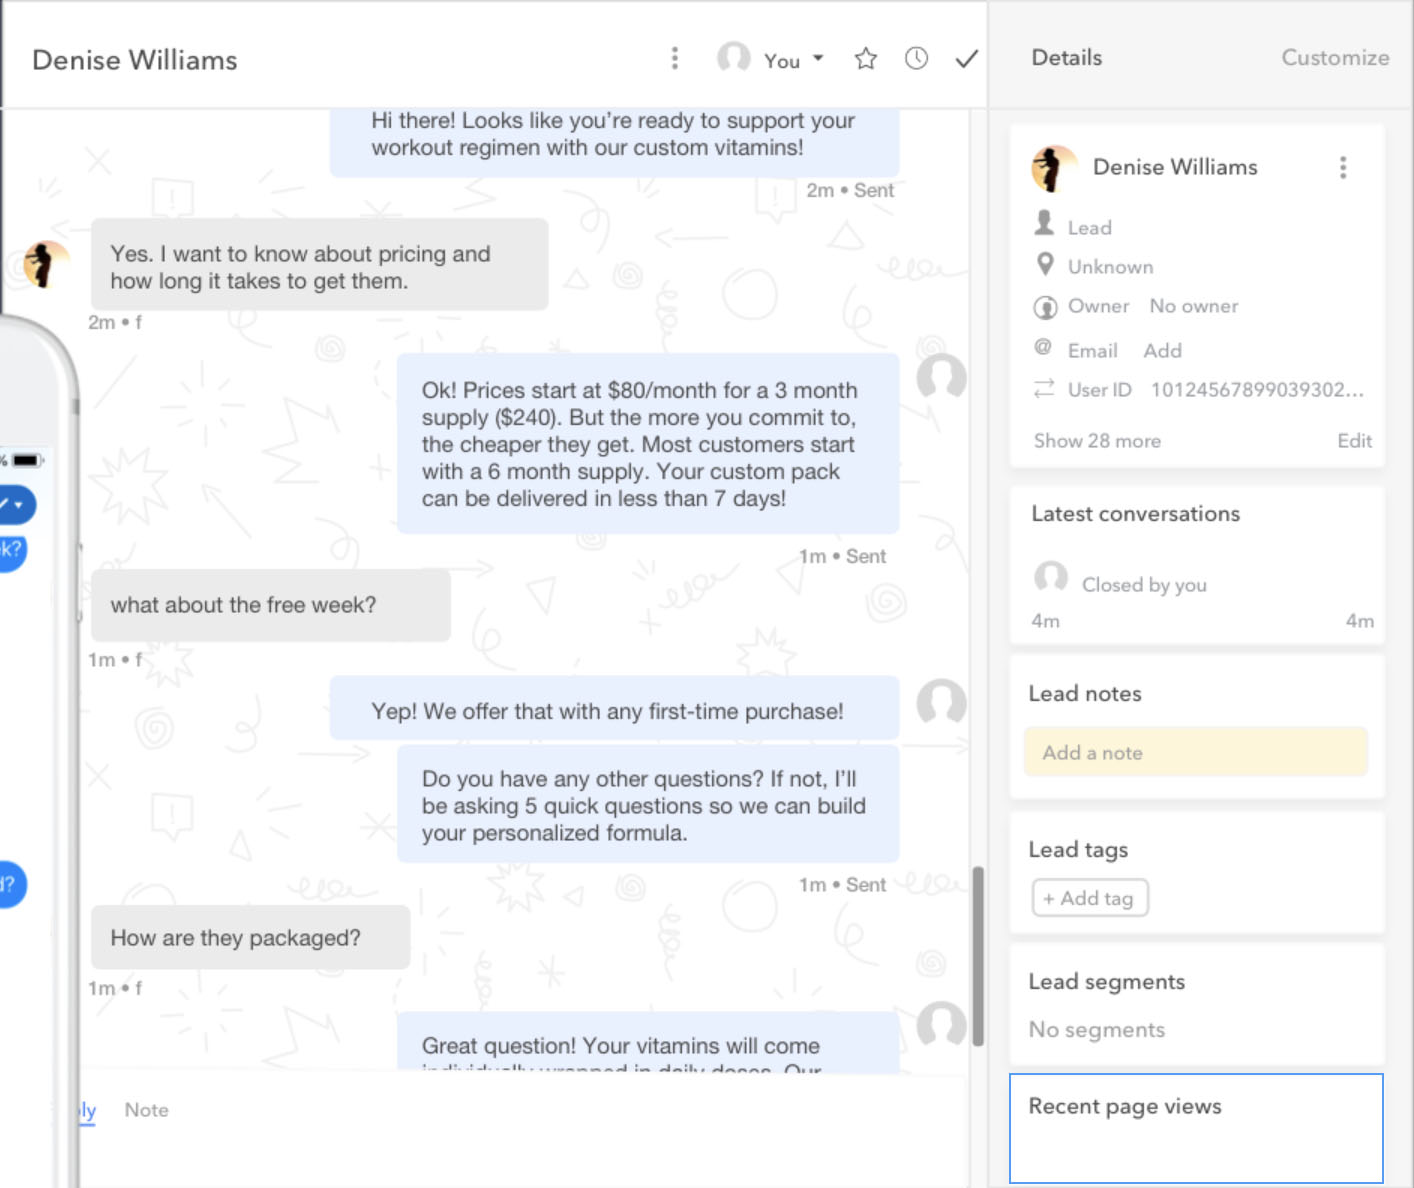 Denise Williams
You
Details
Customize
Hi there! Looks like you’re ready to support your
workout regimen with our custom vitamins!
2m • Sent
Yes. I want to know about pricing and
how long it takes to get them.
2m • f
Ok! Prices start at $80/month for a 3 month
supply ($240). But the more you commit to,
the cheaper they get. Most customers start
with a 6 month supply. Your custom pack
can be delivered in less than 7 days!
1m • Sent
what about the free week?
1m • f
Yep! We offer that with any first-time purchase!
Do you have any other questions? If not, I’ll
be asking 5 quick questions so we can build
your personalized formula.
1m • Sent
How are they packaged?
1m • f
Great question! Your vitamins will come
individually wrapped in daily doses. Our
%
k?
d?
ly
Note
Denise Williams
Lead
Unknown
Owner No owner
@ Email Add
User ID 10124567899039302...
Show 28 more
Edit
Latest conversations
Closed by you
4m
4m
Lead notes
Add a note
Lead tags
+ Add tag
Lead segments
No segments
Recent page views